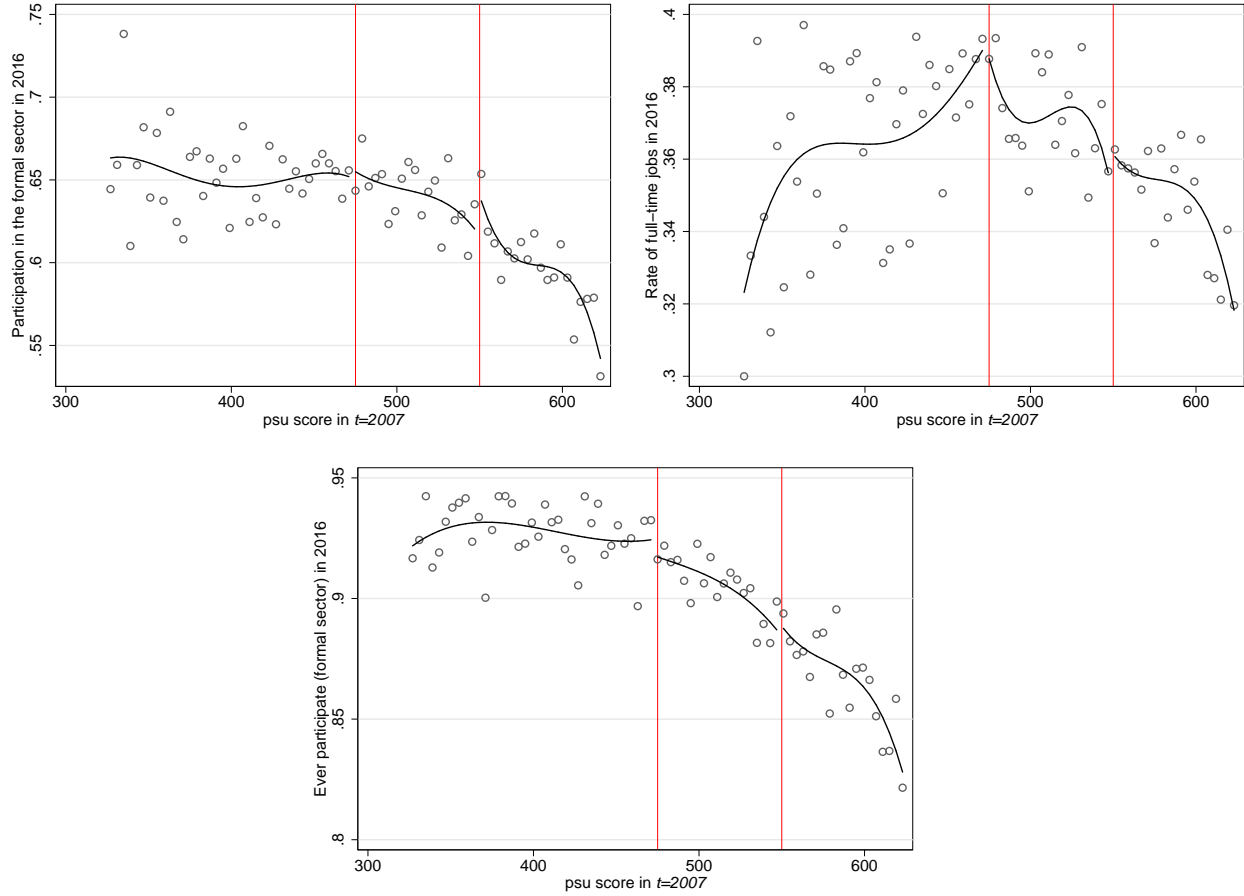 Participation in the formal sector in 2016
.75
.7
.65
.6
.55
300 400 500 600
psu score in t=2007
Rate of full−time jobs in 2016
.4
.38
.36
.34
.32
.3
300 400 500 600
psu score in t=2007
Ever participate (formal sector) in 2016
.95
.9
.85
.8
300 400 500 600
psu score in t=2007